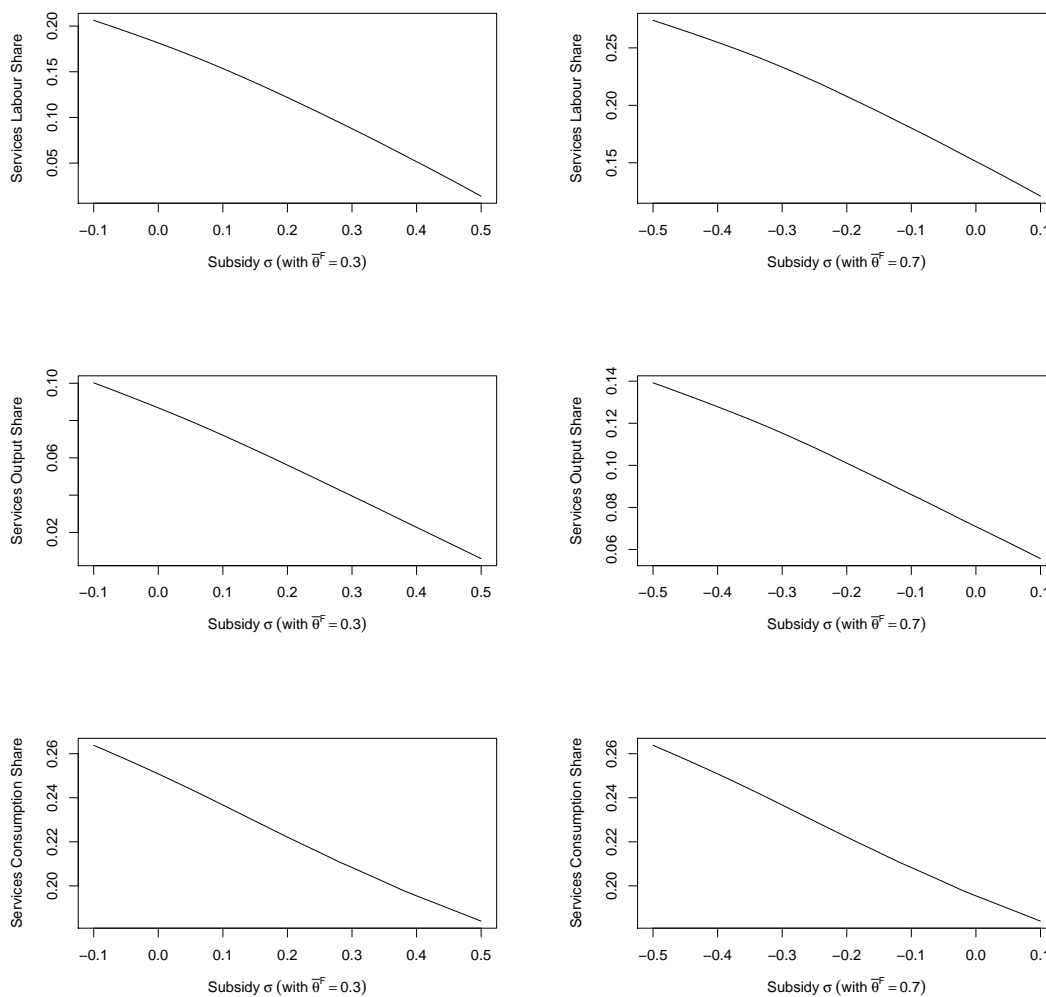 Services Labour Share
0.05 0.10 0.15 0.20
−0.1 0.0 0.1 0.2 0.3 0.4 0.5
Subsidy σ (with θ̅ᶠ = 0.3)
Services Labour Share
0.15 0.20 0.25
−0.5 −0.4 −0.3 −0.2 −0.1 0.0 0.1
Subsidy σ (with θ̅ᶠ = 0.7)
Services Output Share
0.02 0.06 0.10
−0.1 0.0 0.1 0.2 0.3 0.4 0.5
Subsidy σ (with θ̅ᶠ = 0.3)
Services Output Share
0.06 0.08 0.10 0.12 0.14
−0.5 −0.4 −0.3 −0.2 −0.1 0.0 0.1
Subsidy σ (with θ̅ᶠ = 0.7)
Services Consumption Share
0.20 0.22 0.24 0.26
−0.1 0.0 0.1 0.2 0.3 0.4 0.5
Subsidy σ (with θ̅ᶠ = 0.3)
Services Consumption Share
0.20 0.22 0.24 0.26
−0.5 −0.4 −0.3 −0.2 −0.1 0.0 0.1
Subsidy σ (with θ̅ᶠ = 0.7)